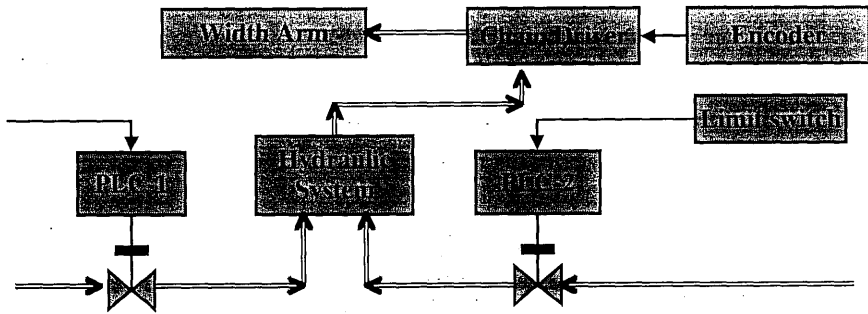 Width Arm
Chain Driver
Encoder
Limit switch
PLC-1
Hydraulic
System
PLC-2